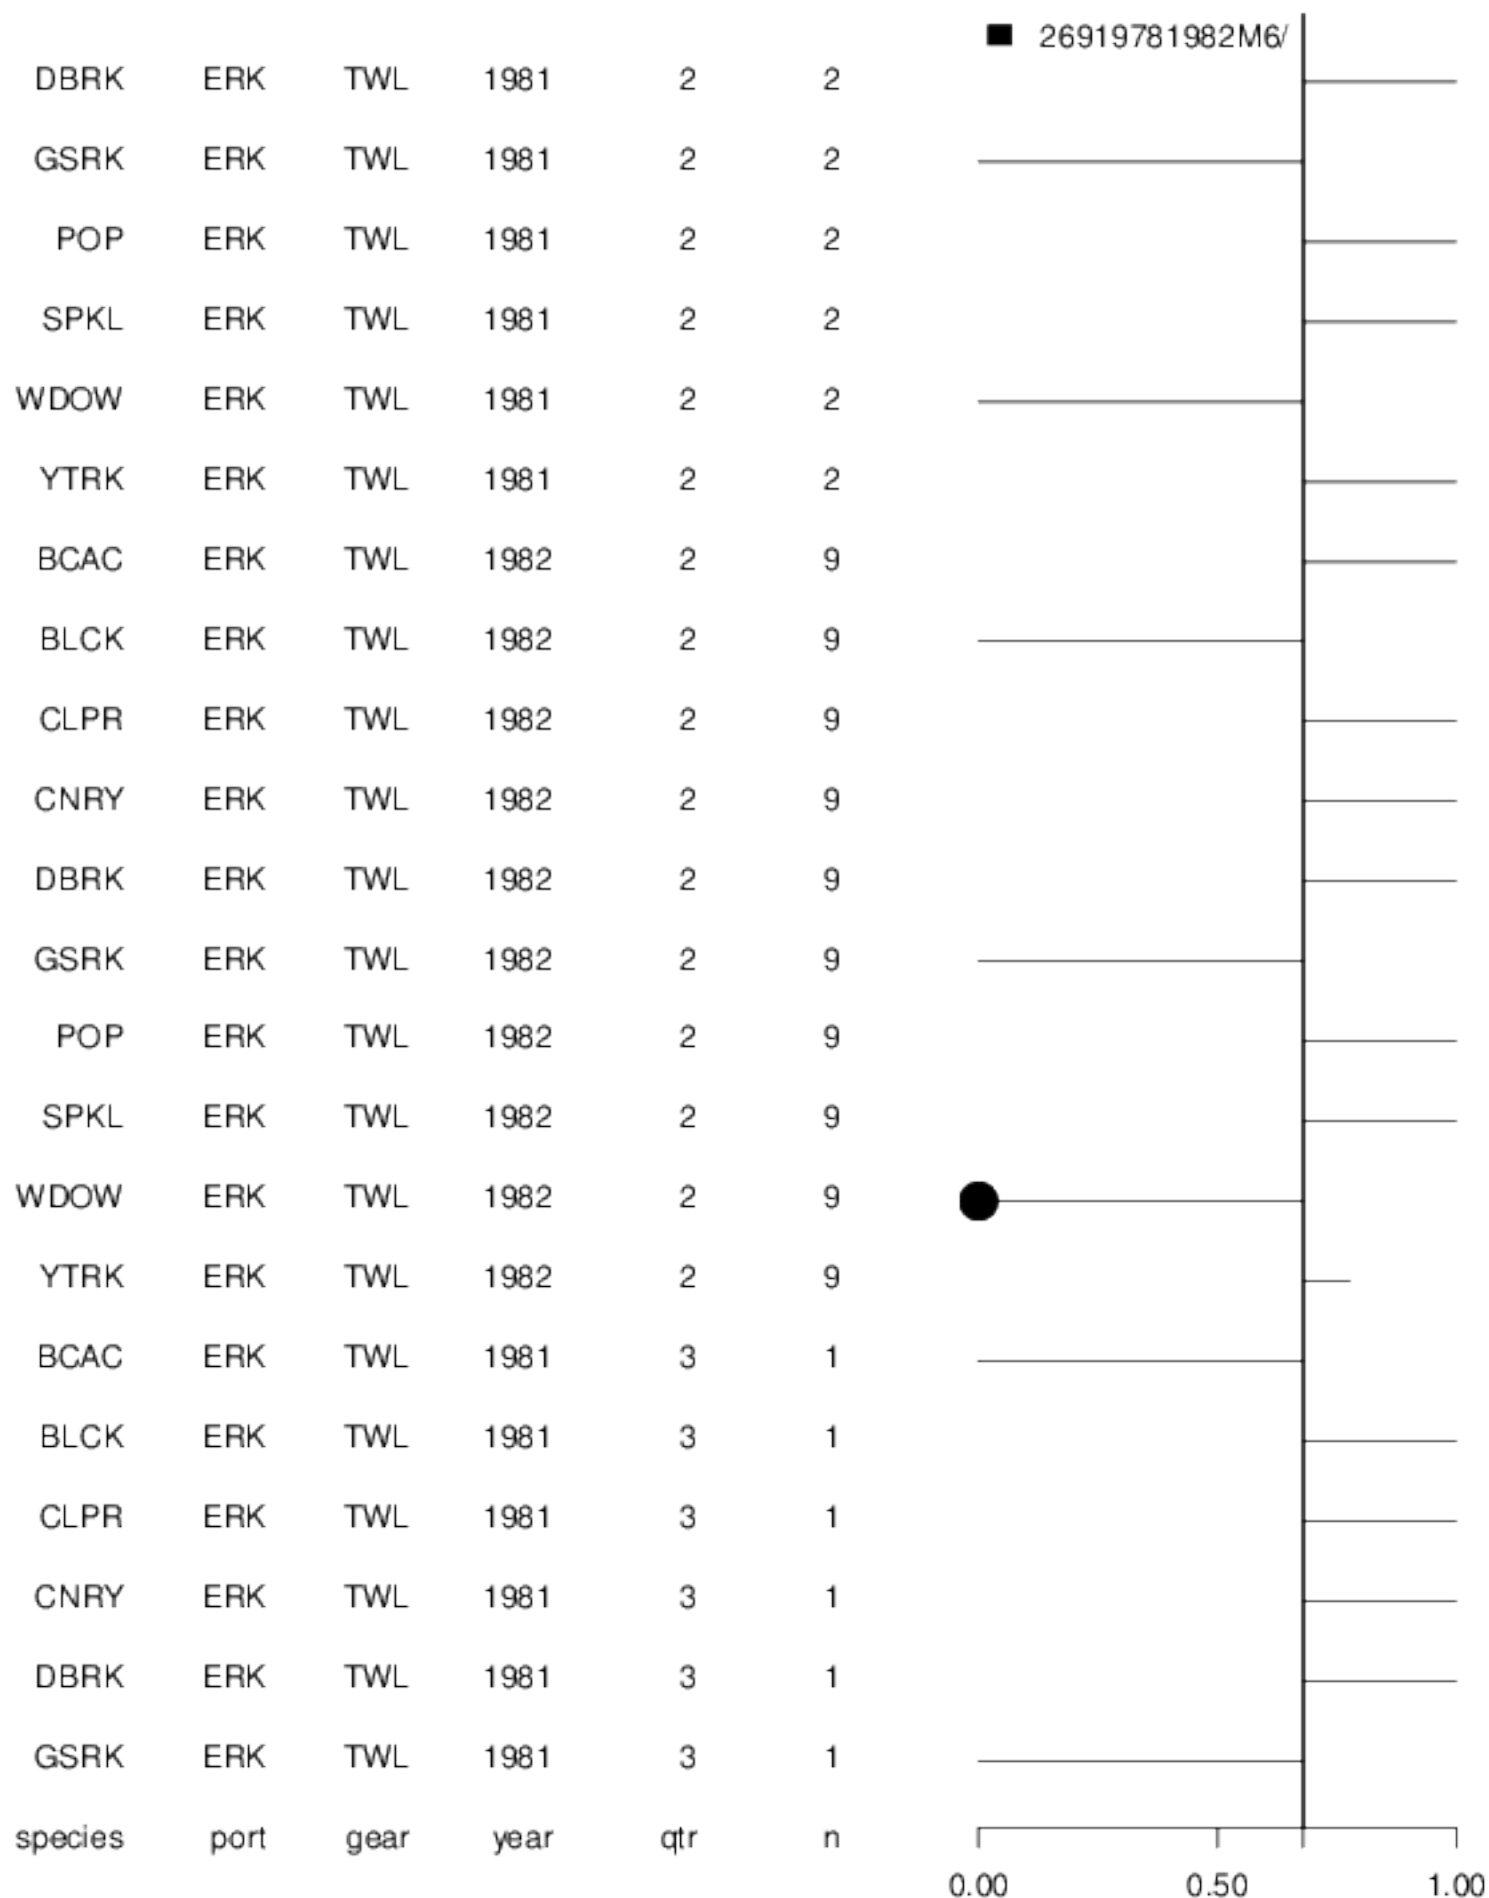 26919781982M6/
DBRK ERK TWL 1981 2 2
GSRK ERK TWL 1981 2 2
POP ERK TWL 1981 2 2
SPKL ERK TWL 1981 2 2
WDOW ERK TWL 1981 2 2
YTRK ERK TWL 1981 2 2
BCAC ERK TWL 1982 2 9
BLCK ERK TWL 1982 2 9
CLPR ERK TWL 1982 2 9
CNRY ERK TWL 1982 2 9
DBRK ERK TWL 1982 2 9
GSRK ERK TWL 1982 2 9
POP ERK TWL 1982 2 9
SPKL ERK TWL 1982 2 9
WDOW ERK TWL 1982 2 9
YTRK ERK TWL 1982 2 9
BCAC ERK TWL 1981 3 1
BLCK ERK TWL 1981 3 1
CLPR ERK TWL 1981 3 1
CNRY ERK TWL 1981 3 1
DBRK ERK TWL 1981 3 1
GSRK ERK TWL 1981 3 1
species port gear year qtr n
0.00 0.50 1.00